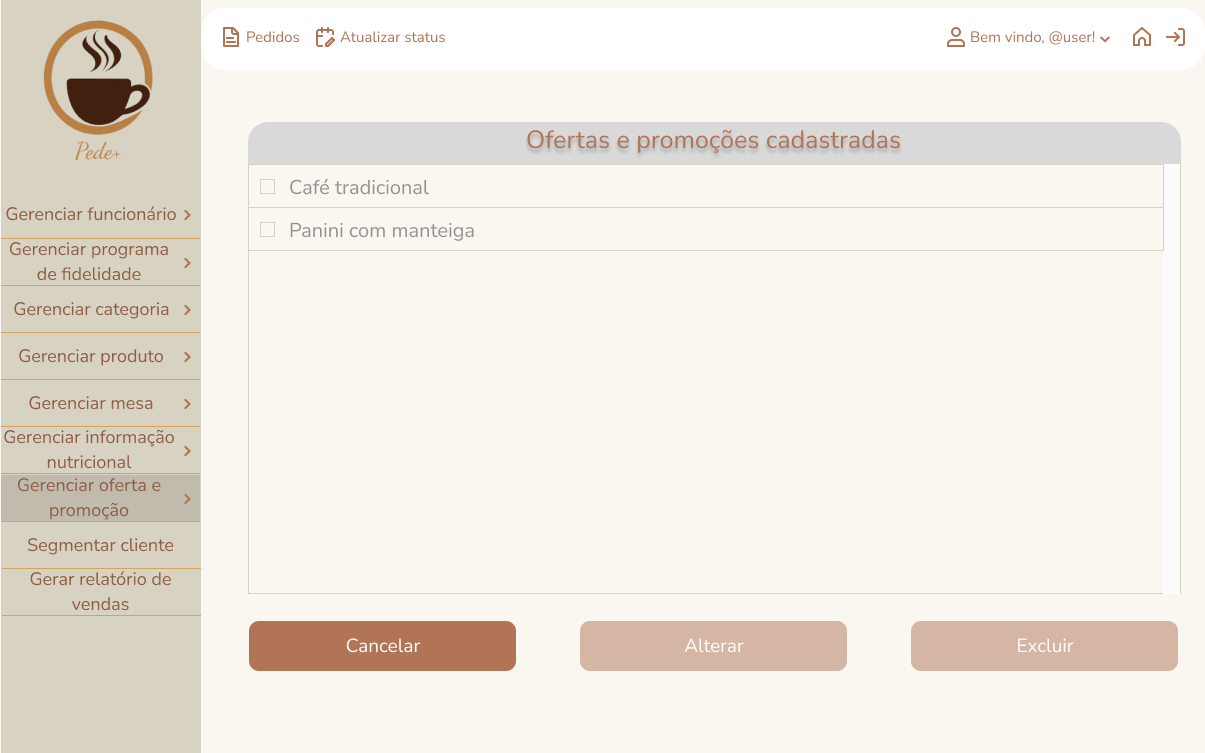 Pedidos
Atualizar status
Bem vindo, @user!
Pede+
Gerenciar funcionário
Gerenciar programa
de fidelidade
Gerenciar categoria
Gerenciar produto
Gerenciar mesa
Gerenciar informação
nutricional
Gerenciar oferta e
promoção
Segmentar cliente
Gerar relatório de
vendas
Ofertas e promoções cadastradas
Café tradicional
Panini com manteiga
Cancelar
Alterar
Excluir